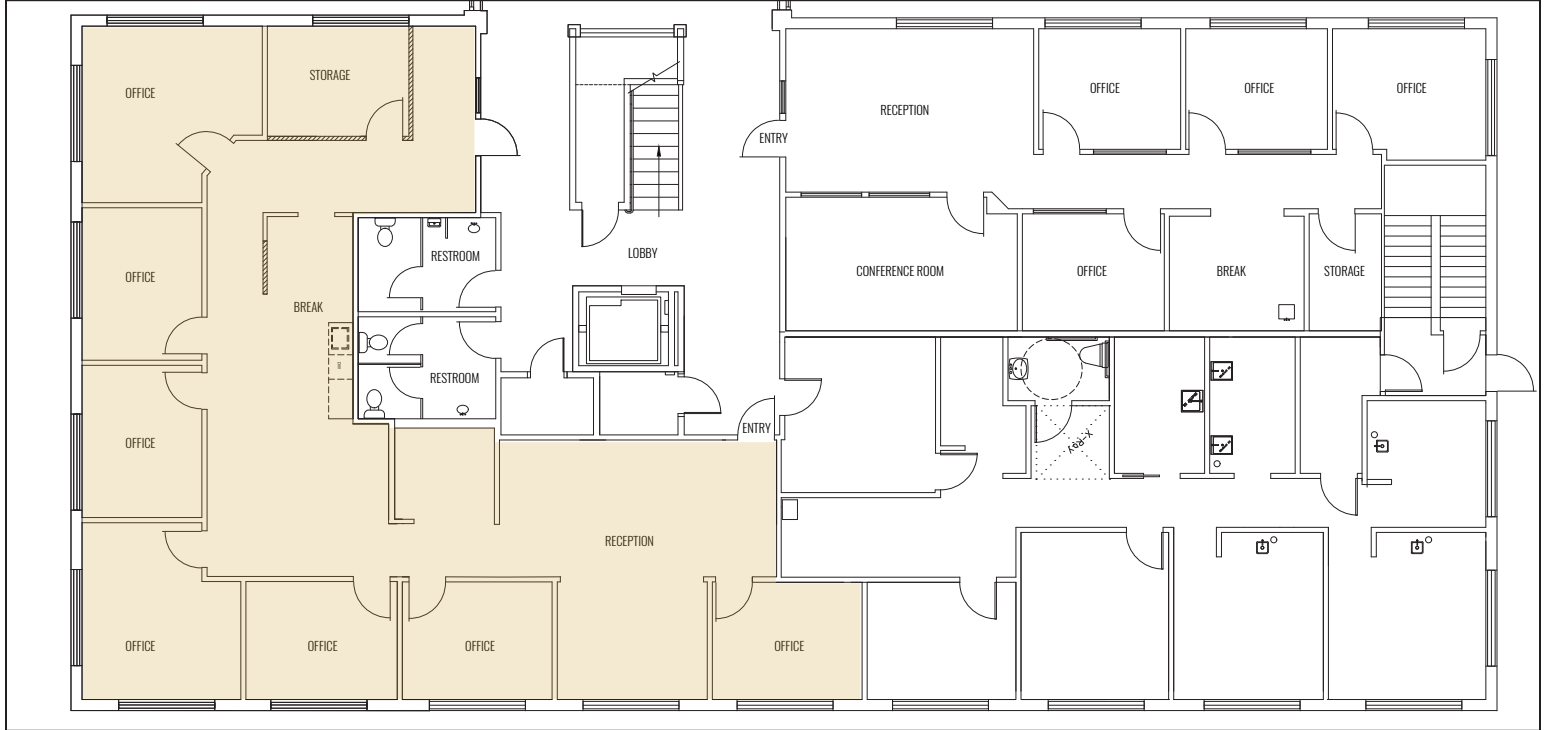 OFFICE
STORAGE
RECEPTION
OFFICE
OFFICE
OFFICE
ENTRY
RESTROOM
LOBBY
OFFICE
BREAK
CONFERENCE ROOM
OFFICE
BREAK
STORAGE
DW
RESTROOM
ENTRY
X-Ray
OFFICE
RECEPTION
OFFICE
OFFICE
OFFICE
OFFICE